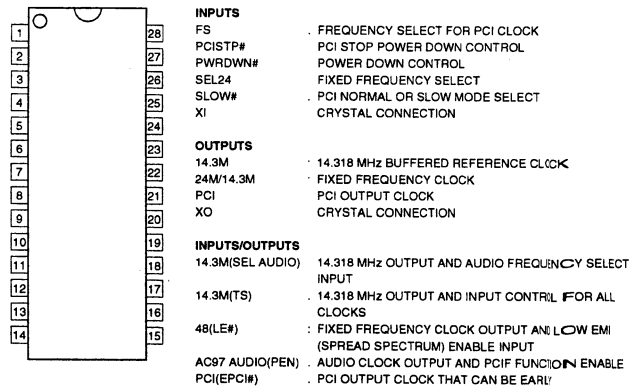 INPUTS
FS . FREQUENCY SELECT FOR PCI CLOCK
PCISTP# PCI STOP POWER DOWN CONTROL
PWRDWN# POWER DOWN CONTROL
SEL24 FIXED FREQUENCY SELECT
SLOW# . PCI NORMAL OR SLOW MODE SELECT
XI CRYSTAL CONNECTION
OUTPUTS
14.3M . 14.318 MHz BUFFERED REFERENCE CLOCK
24M/14.3M : FIXED FREQUENCY CLOCK
PCI PCI OUTPUT CLOCK
XO CRYSTAL CONNECTION
INPUTS/OUTPUTS
14.3M(SEL AUDIO) 14.318 MHz OUTPUT AND AUDIO FREQUENCY SELECT
INPUT
14.3M(TS) . 14.318 MHz OUTPUT AND INPUT CONTROL FOR ALL
CLOCKS
48(LE#) : FIXED FREQUENCY CLOCK OUTPUT AND LOW EMI
(SPREAD SPECTRUM) ENABLE INPUT
AC97 AUDIO(PEN) . AUDIO CLOCK OUTPUT AND PCIF FUNCTION ENABLE
PCI(EPCI#) . PCI OUTPUT CLOCK THAT CAN BE EARLY
1 28
2 27
3 26
4 25
5 24
6 23
7 22
8 21
9 20
10 19
11 18
12 17
13 16
14 15